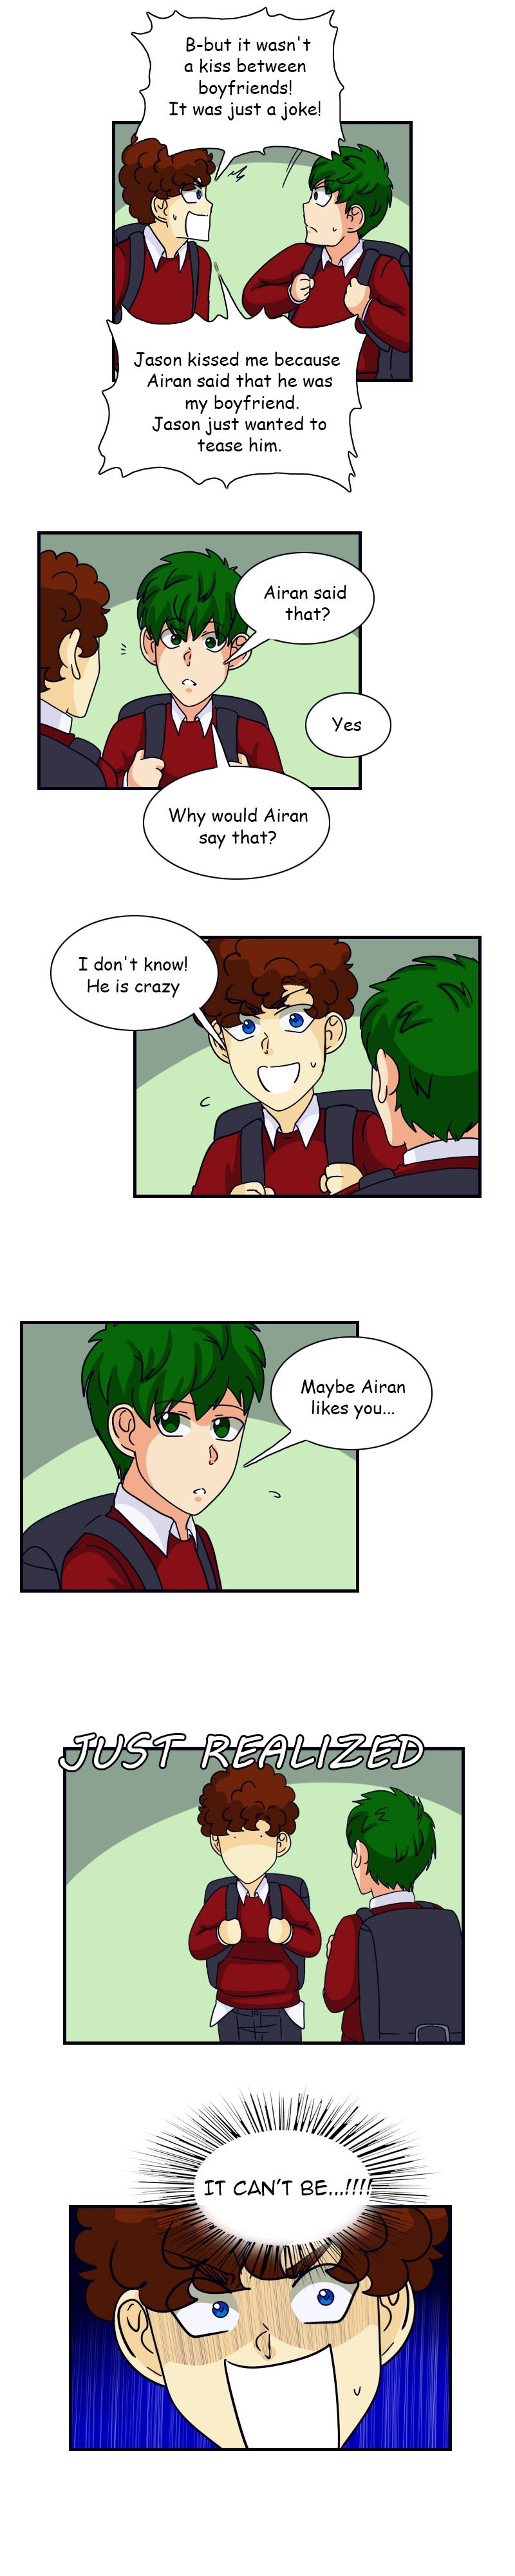 B-but it wasn't
a kiss between
boyfriends!
It was just a joke!
Jason kissed me because
Airan said that he was
my boyfriend.
Jason just wanted to
tease him.
Airan said
that?
Yes
Why would Airan
say that?
I don't know!
He is crazy
Maybe Airan
likes you...
JUST REALIZED
IT CAN'T BE...!!!!